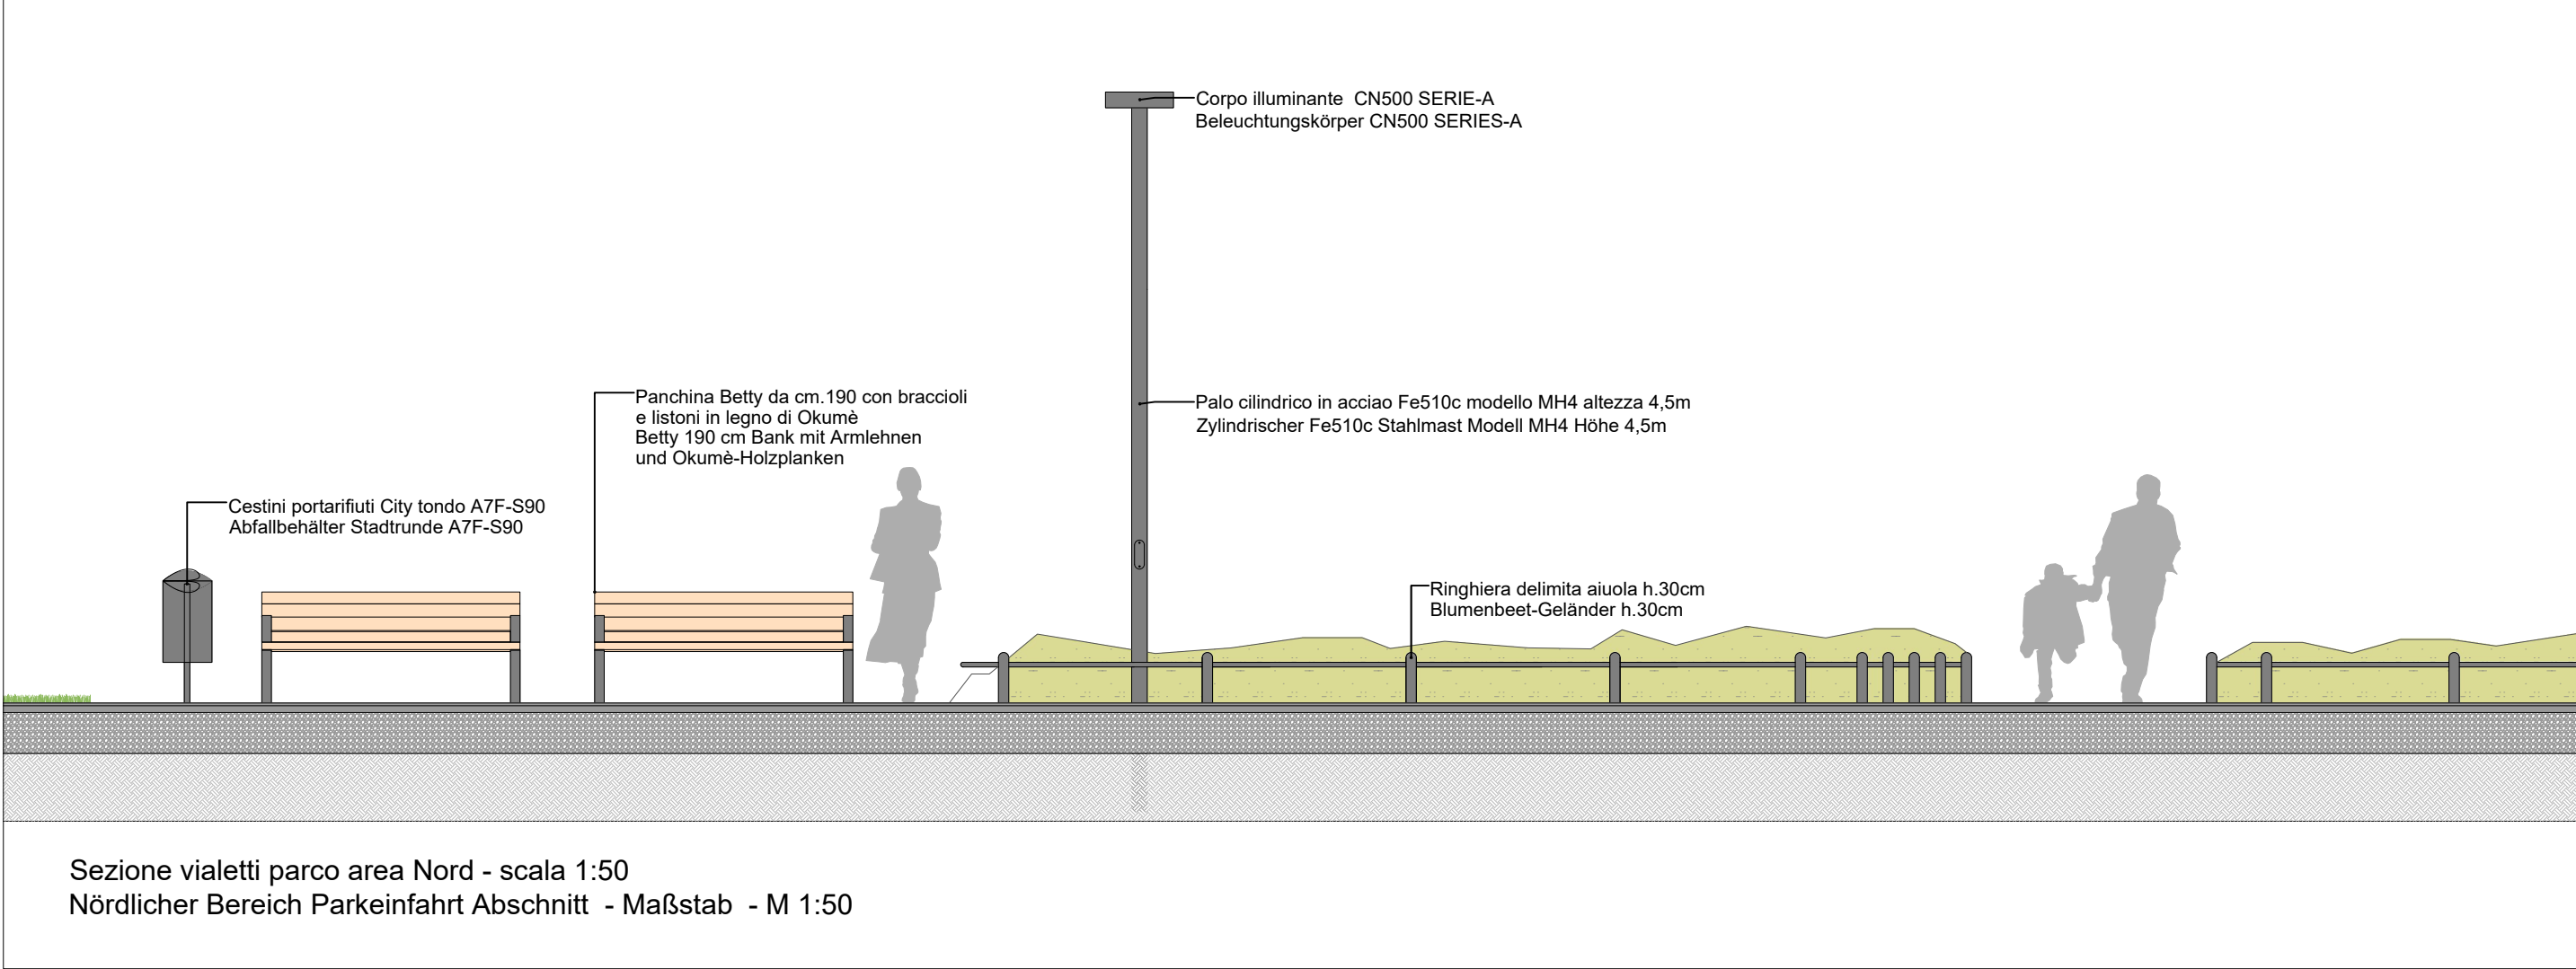 Corpo illuminante  CN500 SERIE-A
Beleuchtungskörper CN500 SERIES-A
Panchina Betty da cm.190 con braccioli
e listoni in legno di Okumè
Betty 190 cm Bank mit Armlehnen
und Okumè-Holzplanken
Palo cilindrico in acciao Fe510c modello MH4 altezza 4,5m
Zylindrischer Fe510c Stahlmast Modell MH4 Höhe 4,5m
Cestini portarifiuti City tondo A7F-S90
Abfallbehälter Stadtrunde A7F-S90
Ringhiera delimita aiuola h.30cm
Blumenbeet-Geländer h.30cm
Sezione vialetti parco area Nord - scala 1:50
Nördlicher Bereich Parkeinfahrt Abschnitt  - Maßstab  - M 1:50